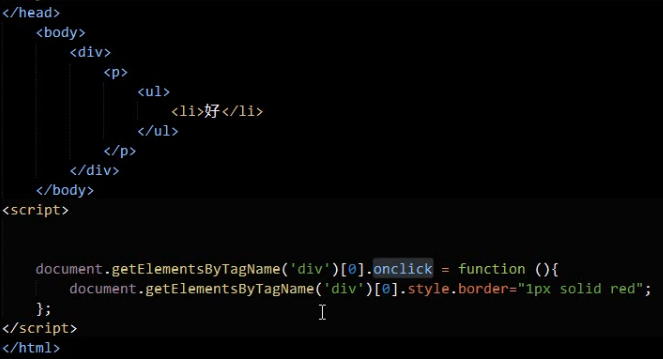 </head>
<body>
<div>
<p>
<ul>
<li>好</li>
</ul>
</p>
</div>
</body>
<script>
document.getElementsByTagName('div')[0].onclick = function (){
document.getElementsByTagName('div')[0].style.border="1px solid red";
};
</script>
</html>